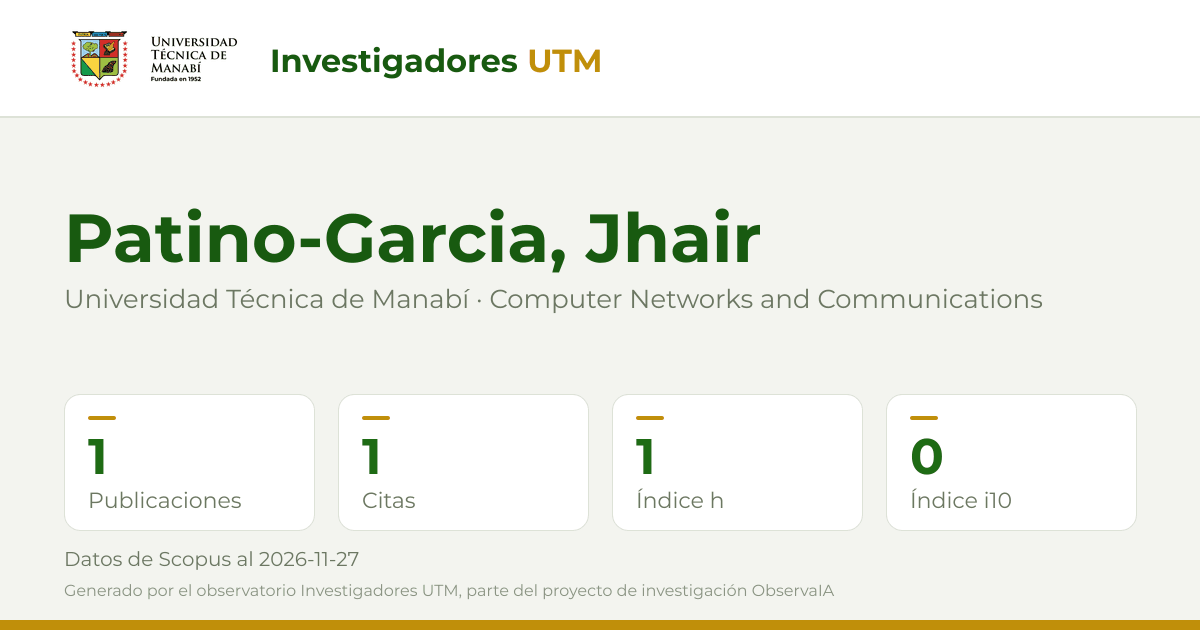 UNIVERSIDAD
TÉCNICA DE
MANABÍ
Fundada en 1952
Investigadores UTM
Patino-Garcia, Jhair
Universidad Técnica de Manabí · Computer Networks and Communications
1
Publicaciones
1
Citas
1
Índice h
0
Índice i10
Datos de Scopus al 2026-11-27
Generado por el observatorio Investigadores UTM, parte del proyecto de investigación ObservaIA